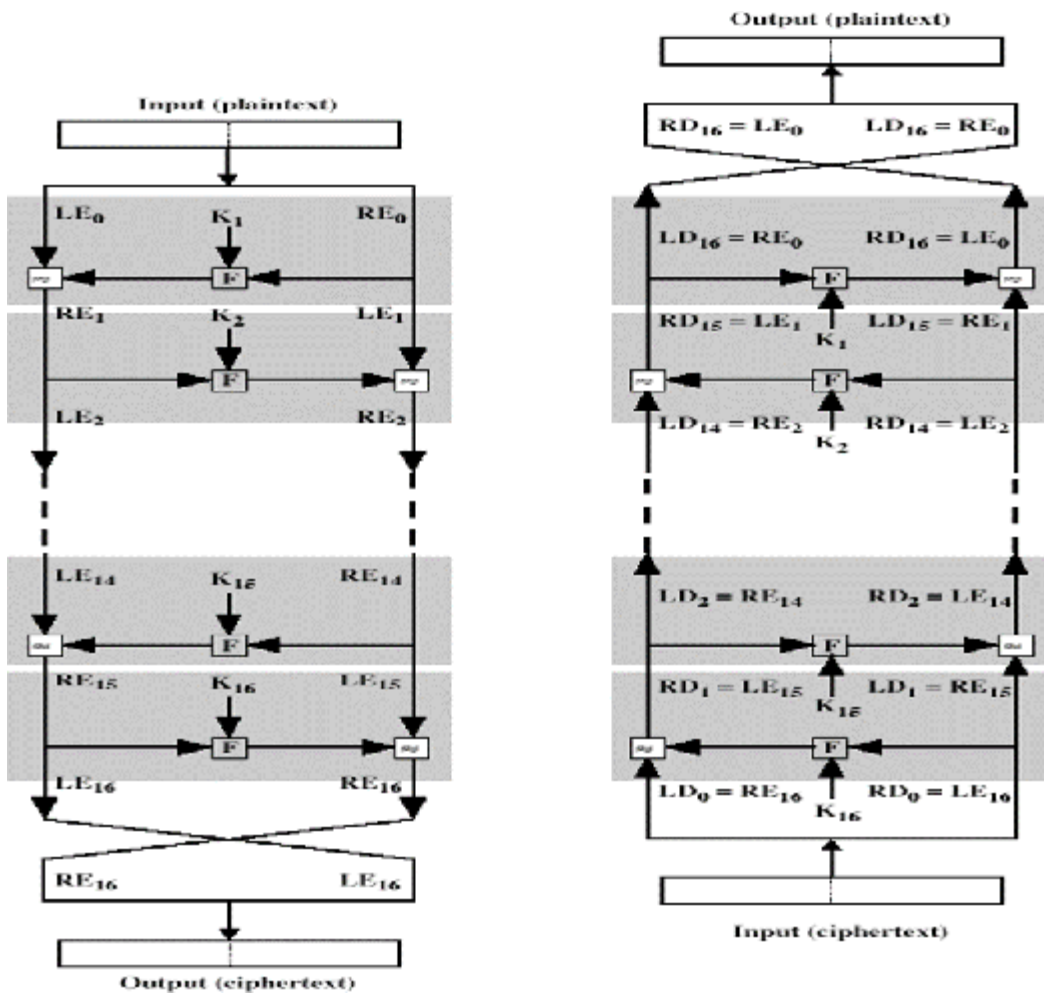 Input (plaintext)
LE0 K1 RE0
F
RE1 K2 LE1
F
LE2 RE2
LE14 K15 RE14
F
RE15 K16 LE15
F
LE16 RE16
RE16 LE16
Output (ciphertext)
Output (plaintext)
RD16 = LE0 LD16 = RE0
LD16 = RE0 RD16 = LE0
F
RD15 = LE1 LD15 = RE1
K1
F
LD14 = RE2 RD14 = LE2
K2
LD2 = RE14 RD2 = LE14
F
RD1 = LE15 LD1 = RE15
K15
F
LD0 = RE16 RD0 = LE16
K16
Input (ciphertext)